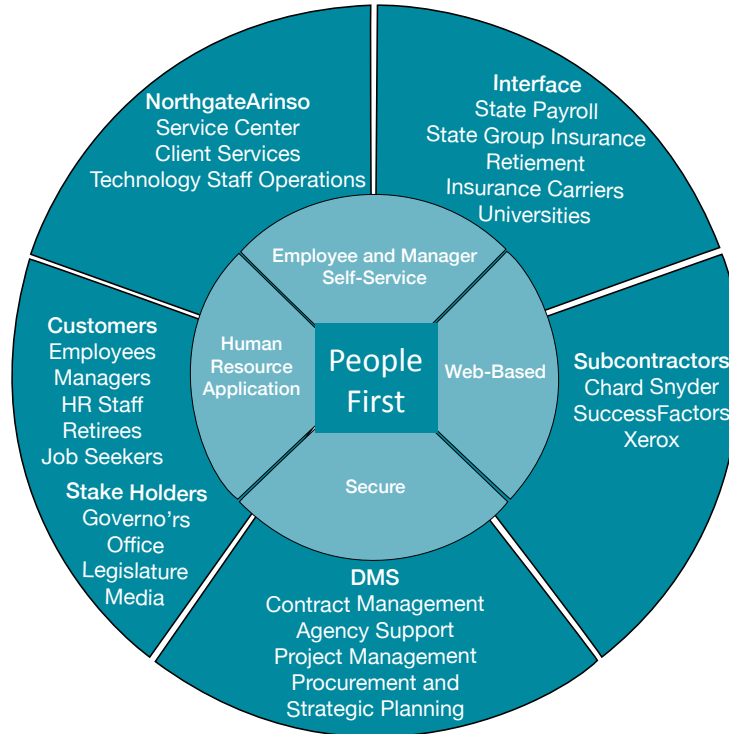 NorthgateArinso
Service Center
Client Services
Technology Staff Operations
Interface
State Payroll
State Group Insurance
Retiement
Insurance Carriers
Universities
Employee and Manager
Self-Service
Human
Resource
Application
People
First
Web-Based
Secure
Customers
Employees
Managers
HR Staff
Retirees
Job Seekers
Stake Holders
Governo’rs
Office
Legislature
Media
Subcontractors
Chard Snyder
SuccessFactors
Xerox
DMS
Contract Management
Agency Support
Project Management
Procurement and
Strategic Planning